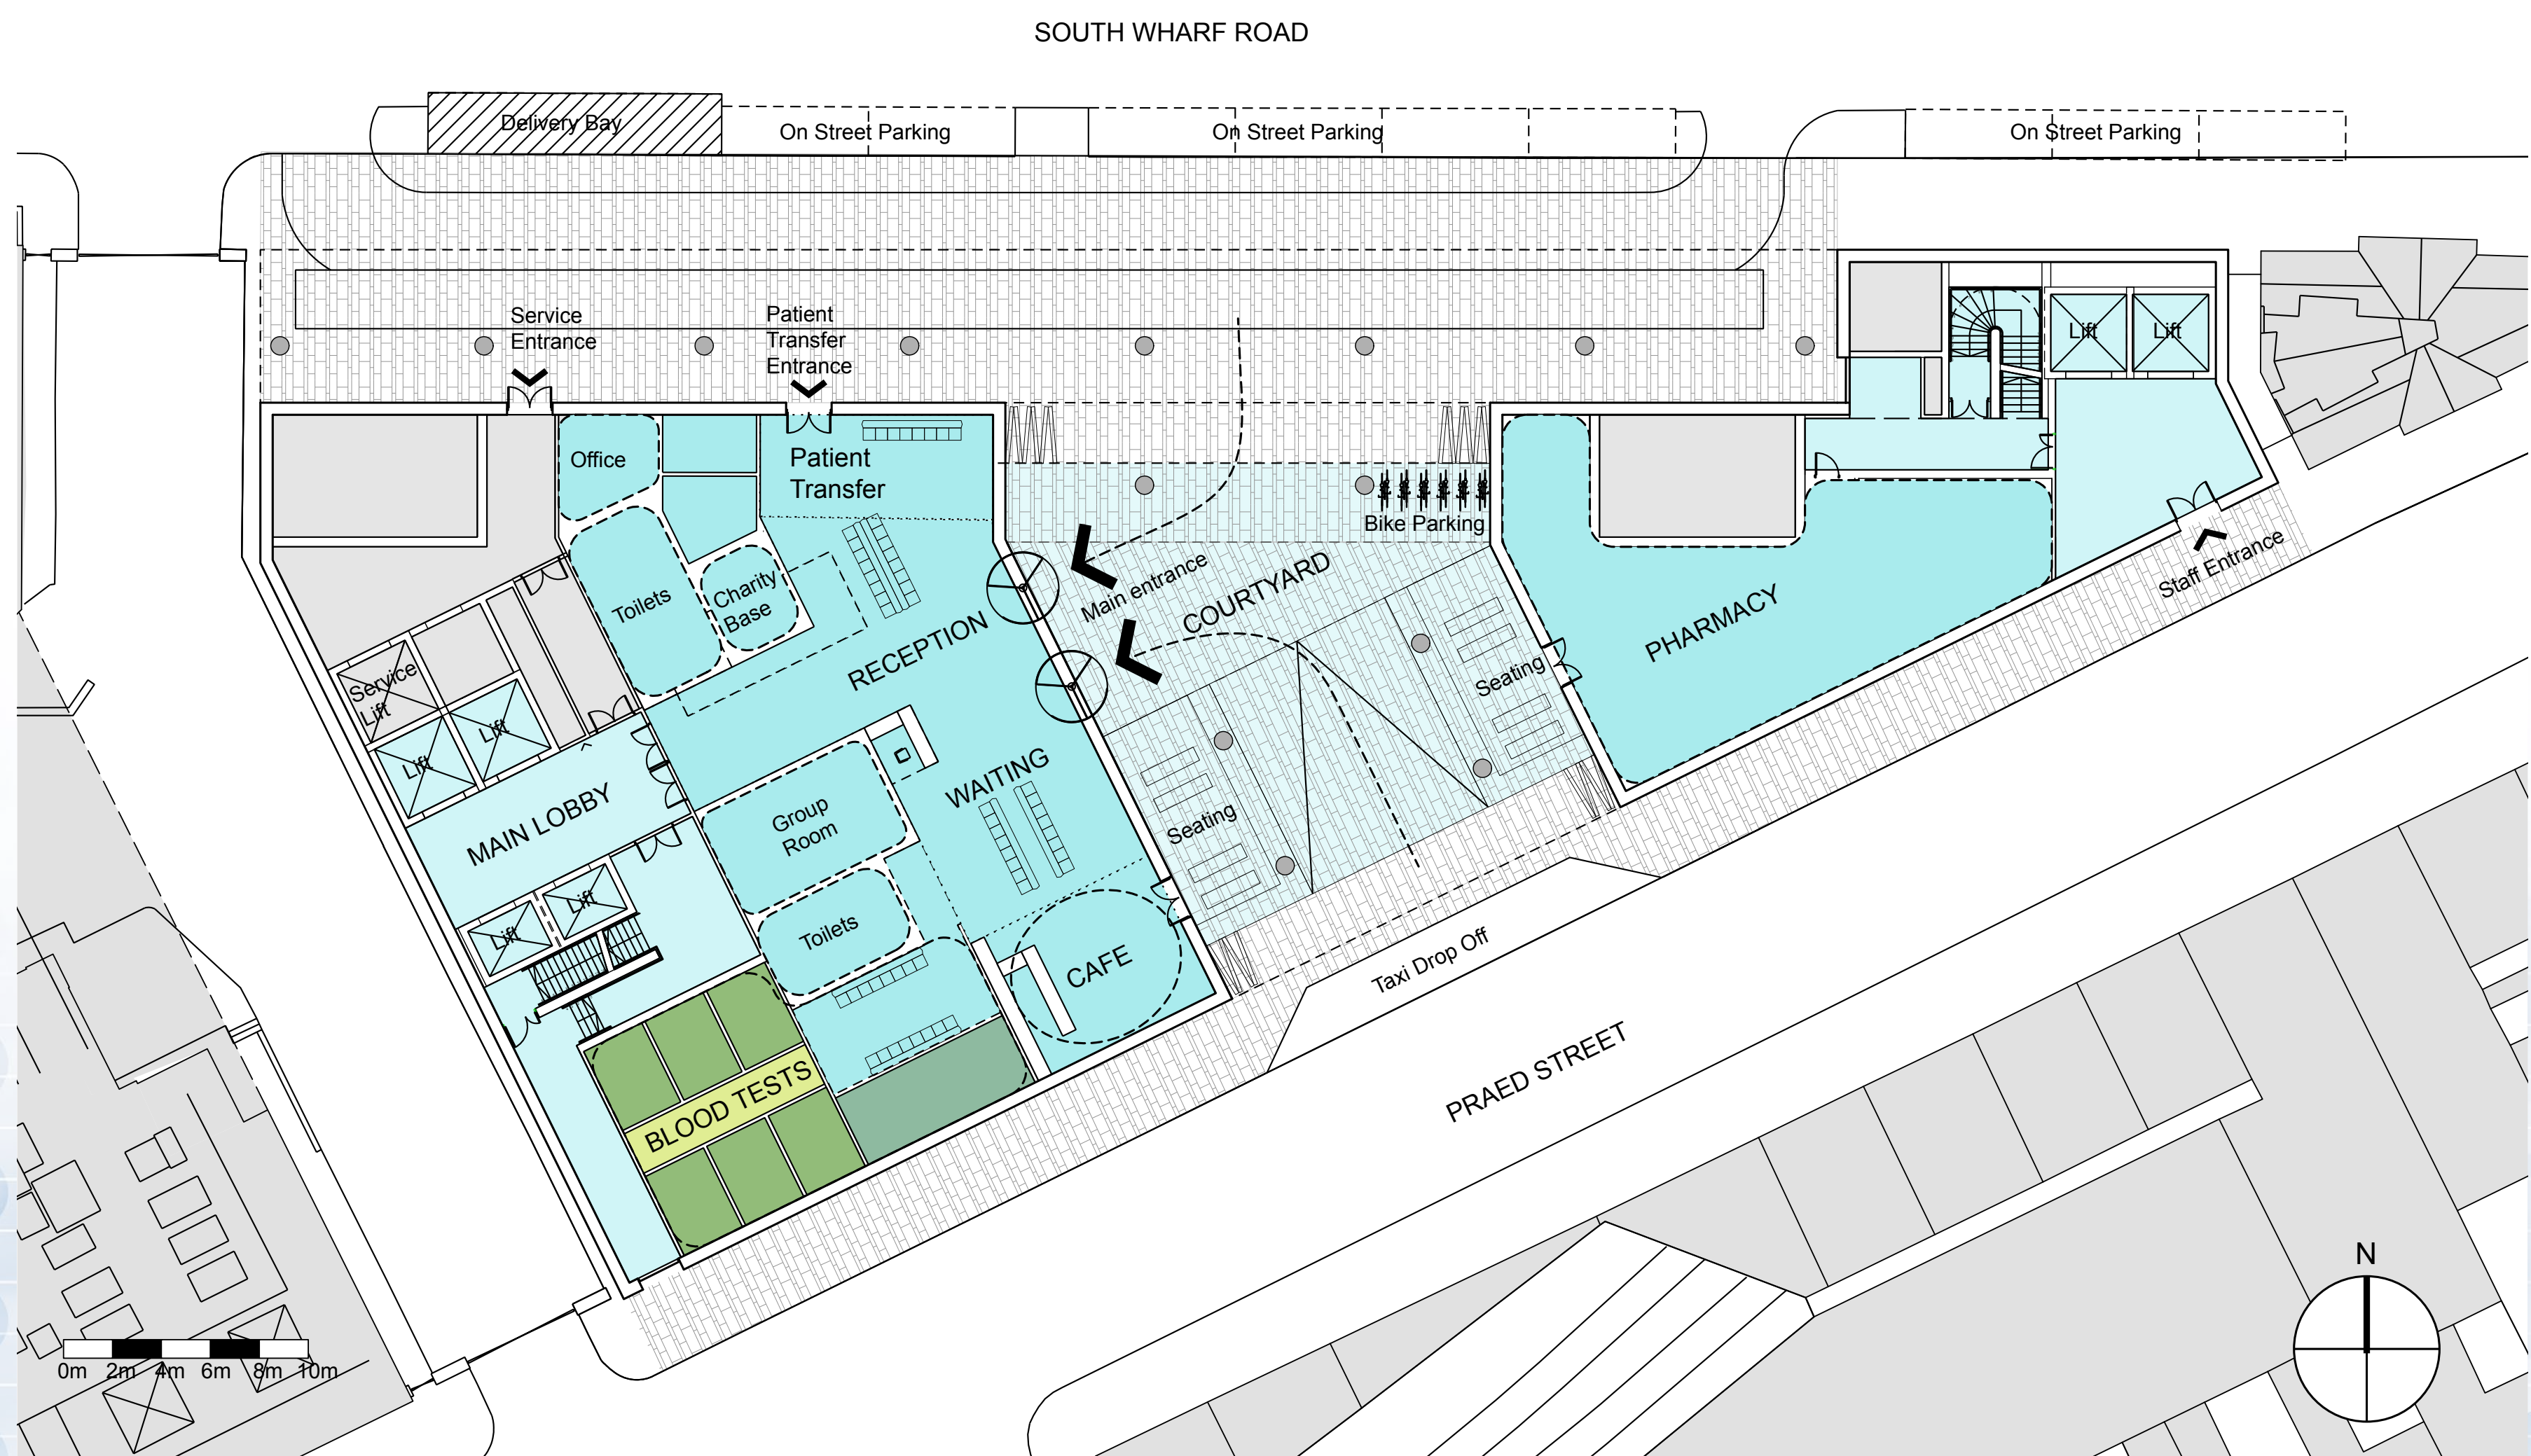 SOUTH WHARF ROAD
Delivery Bay
On Street Parking
On Street Parking
On Street Parking
Service
Entrance
Patient
Transfer
Entrance
Lift
Lift
Office
Patient
Transfer
Bike Parking
Main entrance
COURTYARD
Staff Entrance
Toilets
Charity
Base
RECEPTION
PHARMACY
Seating
Service
Lift
Lift
Lift
WAITING
MAIN LOBBY
Group
Room
Seating
Lift
Lift
Toilets
CAFE
Taxi Drop Off
BLOOD TESTS
PRAED STREET
N
0m 2m 4m 6m 8m 10m